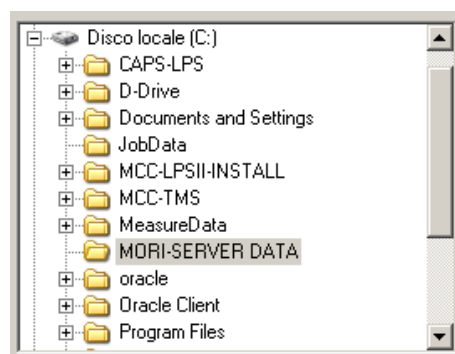 Disco locale (C:)
CAPS-LPS
D-Drive
Documents and Settings
JobData
MCC-LPSII-INSTALL
MCC-TMS
MeasureData
MORI-SERVER DATA
oracle
Oracle Client
Program Files